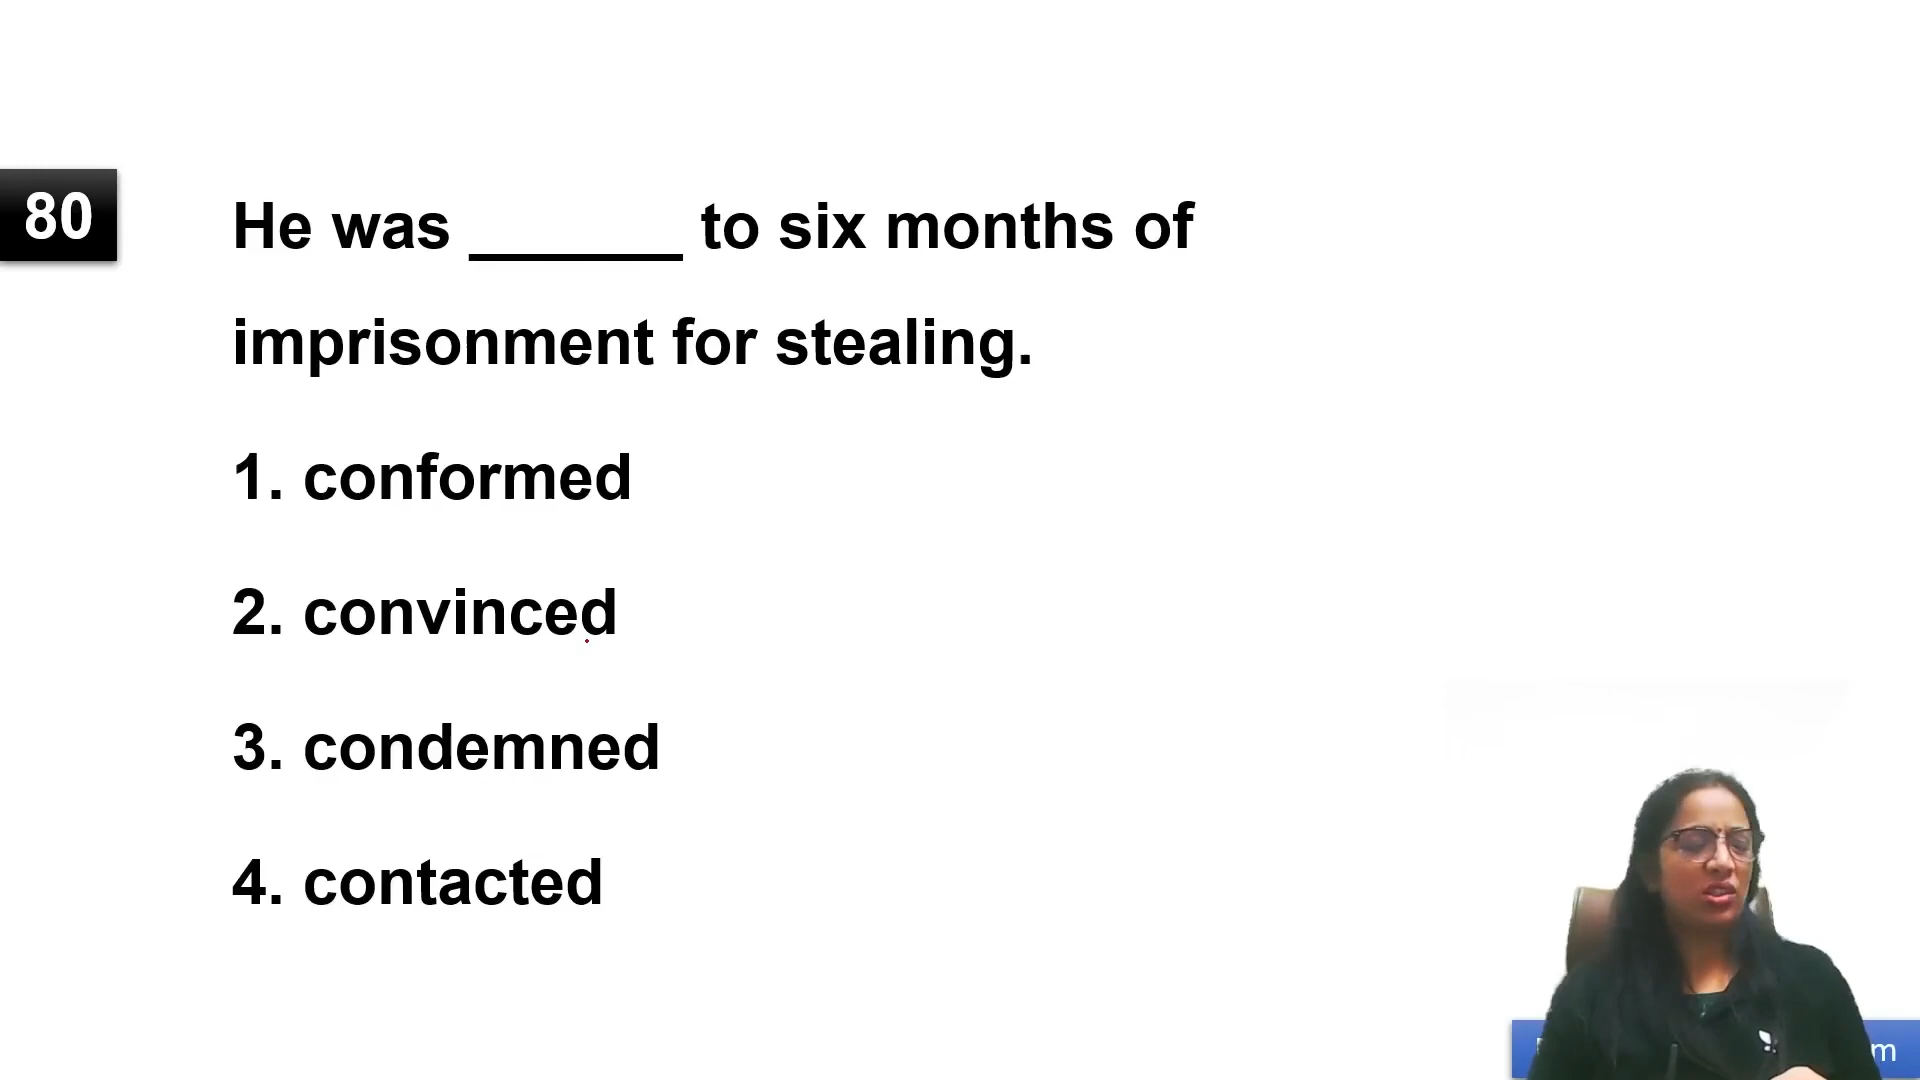 80
He was ______ to six months of
imprisonment for stealing.
1. conformed
2. convinced
3. condemned
4. contacted